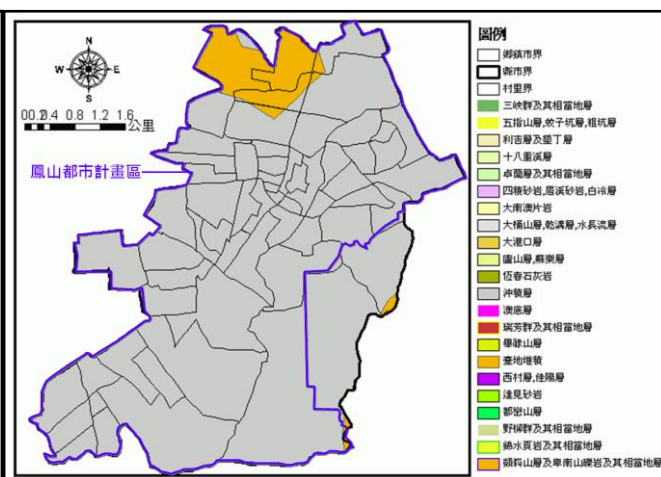 圖例
N
W
E
S
00.20.4 0.8 1.2 1.6
公里
鳳山都市計畫區
鄉鎮市界
縣市界
村里界
三峽群及其相當地層
五指山層,蚊子坑層,粗坑層
利吉層及墾丁層
十八重溪層
卓蘭層及其相當地層
四稜砂岩,眉溪砂岩,白冷層
大南澳片岩
大桶山層,乾溝層,水長流層
大港口層
廬山層,蘇樂層
恆春石灰岩
沖積層
澳底層
瑞芳群及其相當地層
畢祿山層
臺地堆積
西村層,佳陽層
達見砂岩
都巒山層
野柳群及其相當地層
錦水頁岩及其相當地層
頭嵙山層及卑南山礫岩及其相當地層